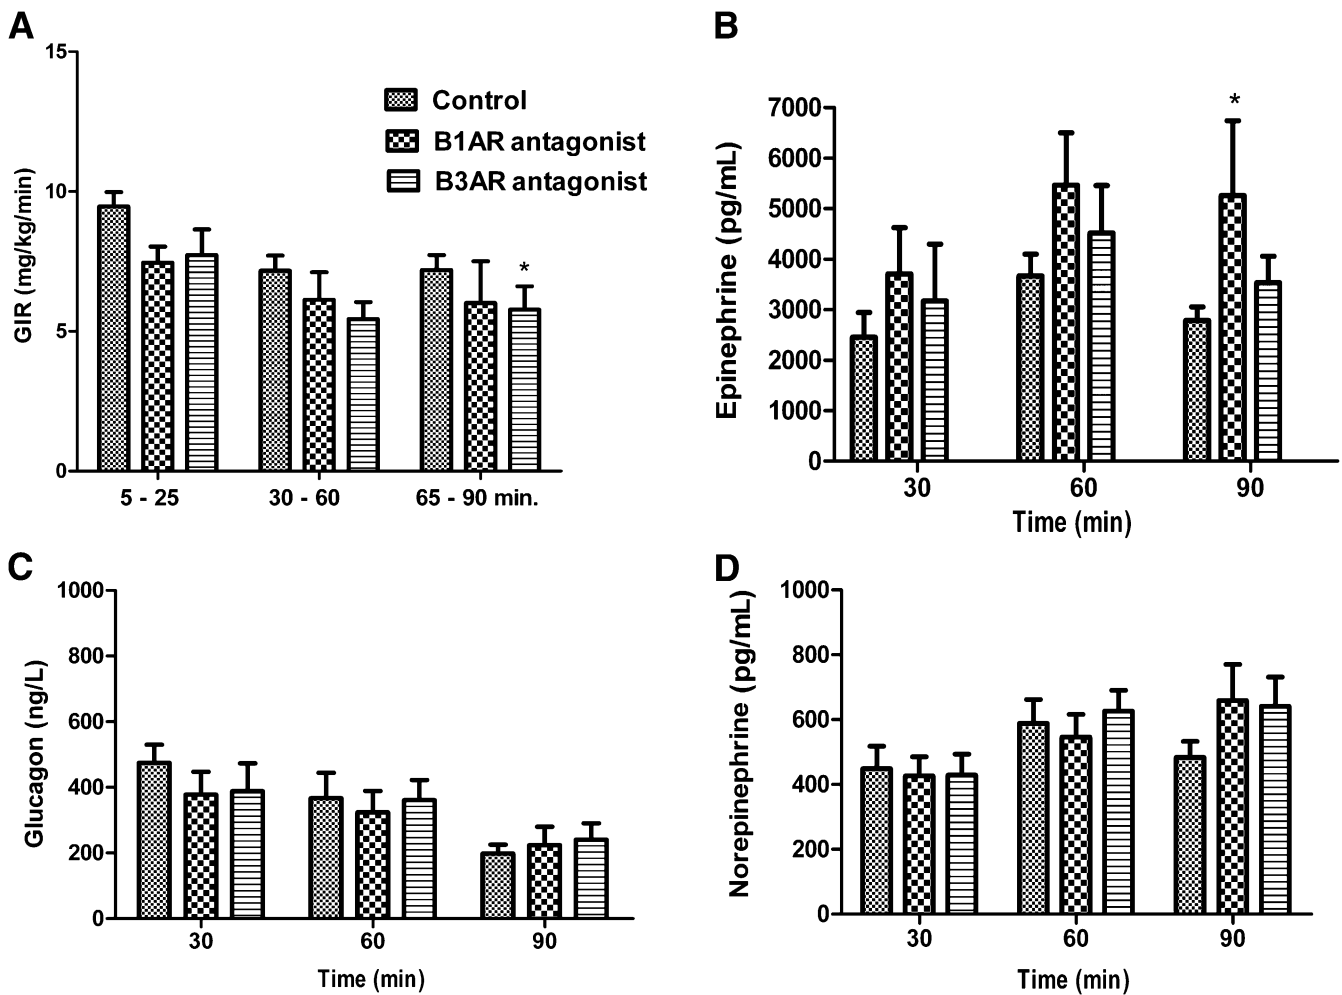 A
15
10
5
0
GIR (mg/kg/min)
Control
B1AR antagonist
B3AR antagonist
*
5 - 25
30 - 60
65 - 90 min.
B
7000
6000
5000
4000
3000
2000
1000
0
Epinephrine (pg/mL)
*
30
60
90
Time (min)
C
1000
800
600
400
200
0
Glucagon (ng/L)
30
60
90
Time (min)
D
1000
800
600
400
200
0
Norepinephrine (pg/mL)
30
60
90
Time (min)